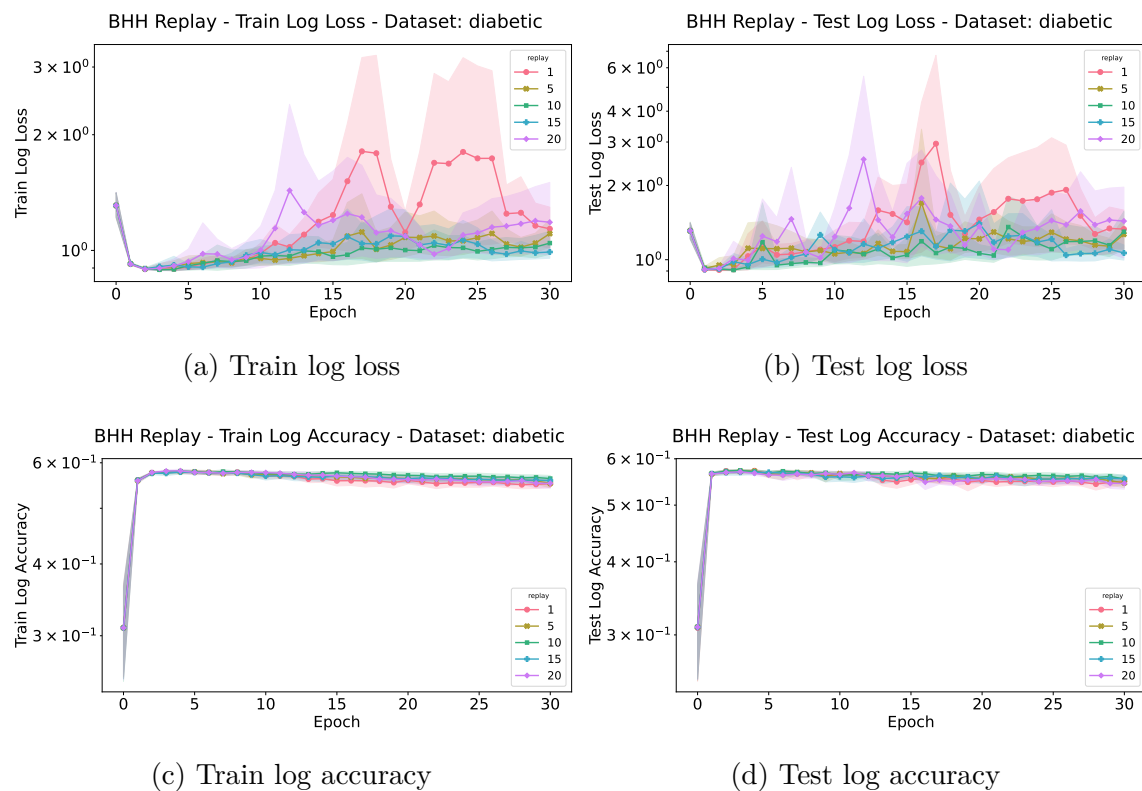 BHH Replay - Train Log Loss - Dataset: diabetic
3 × 10⁰
2 × 10⁰
10⁰
Train Log Loss
0 5 10 15 20 25 30
Epoch
replay
1
5
10
15
20
(a) Train log loss
BHH Replay - Test Log Loss - Dataset: diabetic
6 × 10⁰
4 × 10⁰
3 × 10⁰
2 × 10⁰
10⁰
Test Log Loss
0 5 10 15 20 25 30
Epoch
replay
1
5
10
15
20
(b) Test log loss
BHH Replay - Train Log Accuracy - Dataset: diabetic
6 × 10⁻¹
4 × 10⁻¹
3 × 10⁻¹
Train Log Accuracy
0 5 10 15 20 25 30
Epoch
replay
1
5
10
15
20
(c) Train log accuracy
BHH Replay - Test Log Accuracy - Dataset: diabetic
6 × 10⁻¹
4 × 10⁻¹
3 × 10⁻¹
Test Log Accuracy
0 5 10 15 20 25 30
Epoch
replay
1
5
10
15
20
(d) Test log accuracy